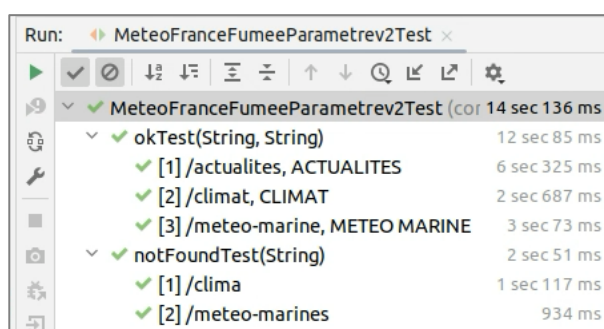 Run: MeteoFranceFumeeParametrev2Test ×
MeteoFranceFumeeParametrev2Test (cor 14 sec 136 ms
okTest(String, String) 12 sec 85 ms
[1] /actualites, ACTUALITES 6 sec 325 ms
[2] /climat, CLIMAT 2 sec 687 ms
[3] /meteo-marine, METEO MARINE 3 sec 73 ms
notFoundTest(String) 2 sec 51 ms
[1] /clima 1 sec 117 ms
[2] /meteo-marines 934 ms